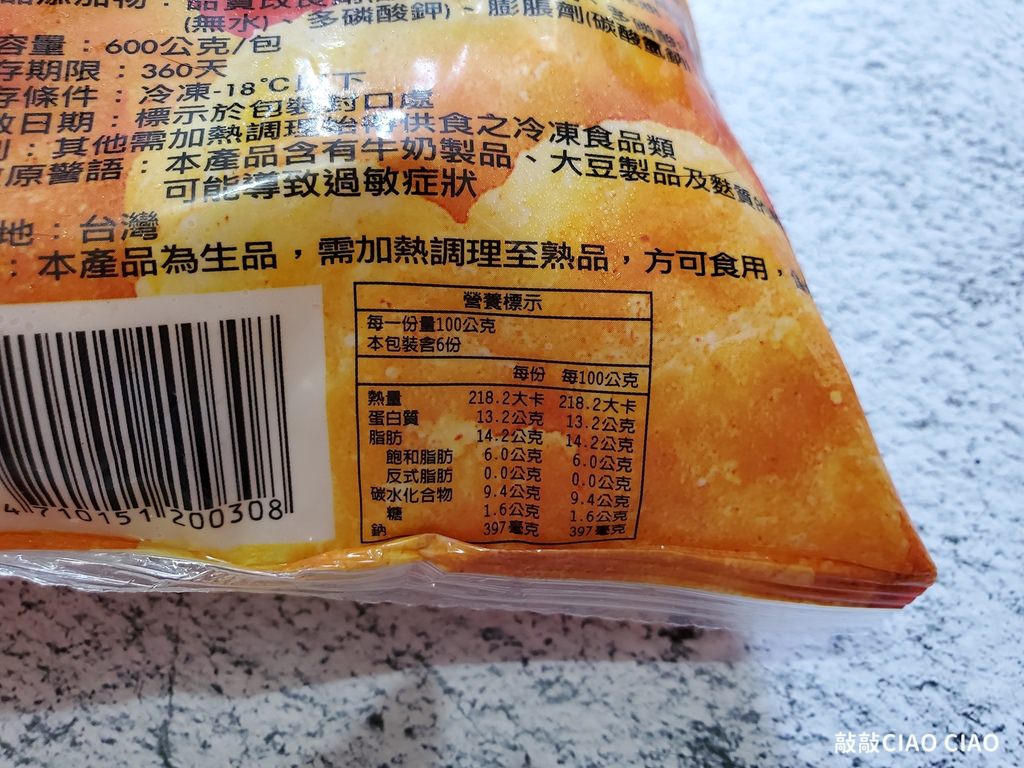 品添加物：品質改良劑
(無水)、多磷酸鉀)、膨脹劑(碳酸氫鈉
容量：600公克/包
存期限：360天
存條件：冷凍-18℃以下
效日期：標示於包裝封口處
：其他需加熱調理始得供食之冷凍食品類
原警語：本產品含有牛奶製品、大豆製品及麩質
可能導致過敏症狀
地：台灣
：本產品為生品，需加熱調理至熟品，方可食用，
營養標示
每一份量100公克
本包裝含6份
每份 每100公克
熱量 218.2大卡 218.2大卡
蛋白質 13.2公克 13.2公克
脂肪 14.2公克 14.2公克
飽和脂肪 6.0公克 6.0公克
反式脂肪 0.0公克 0.0公克
碳水化合物 9.4公克 9.4公克
糖 1.6公克 1.6公克
鈉 397毫克 397毫克
4 710151 200308
敲敲CIAO CIAO